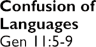 Confusion of
Languages
Gen 11:5-9